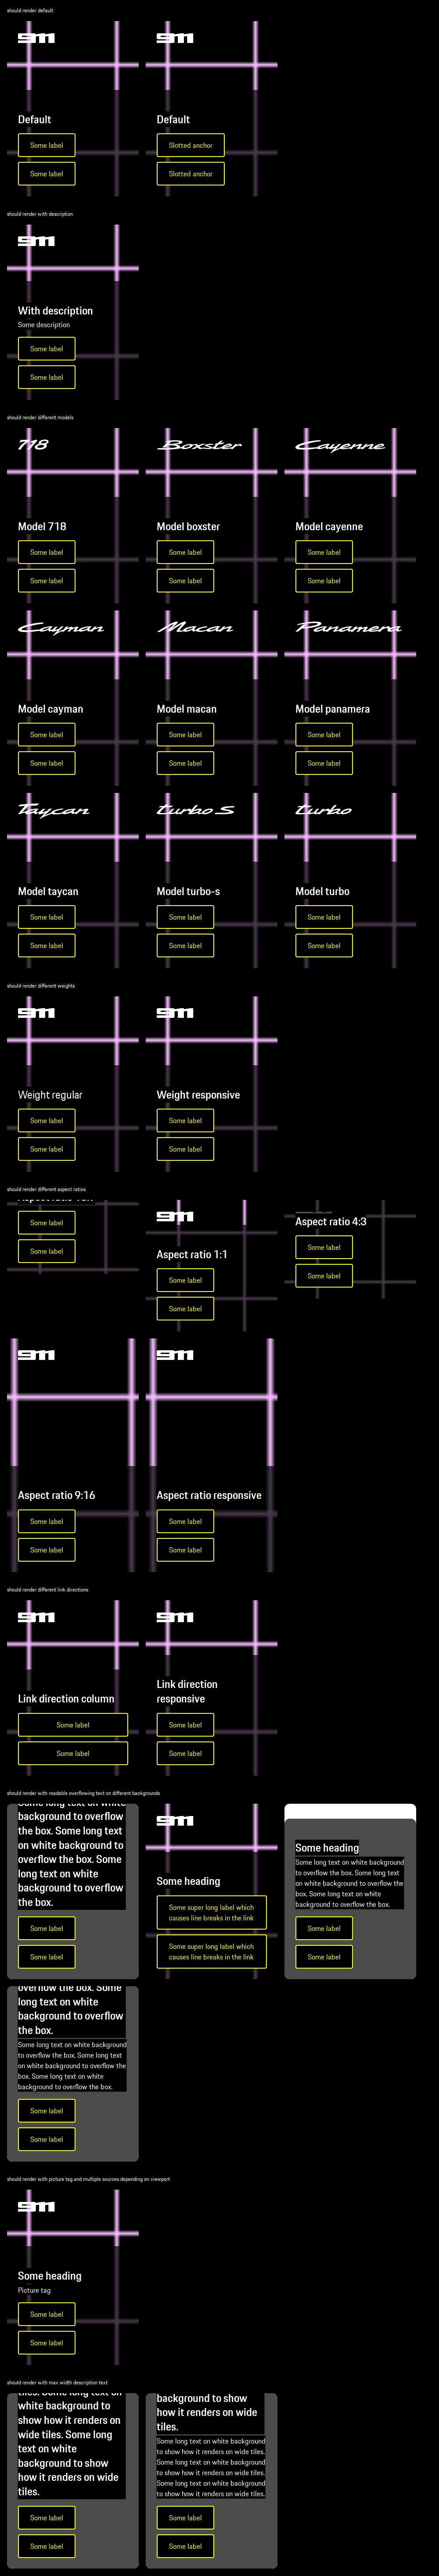 should render default
911
911
Default
Default
Some label
Slotted anchor
Some label
Slotted anchor
should render with description
911
With description
Some description
Some label
Some label
should render different models
718
Boxster
Cayenne
Model 718
Model boxster
Model cayenne
Some label
Some label
Some label
Some label
Some label
Some label
Cayman
Macan
Panamera
Model cayman
Model macan
Model panamera
Some label
Some label
Some label
Some label
Some label
Some label
Taycan
turbo S
turbo
Model taycan
Model turbo-s
Model turbo
Some label
Some label
Some label
Some label
Some label
Some label
should render different weights
911
911
Weight regular
Weight responsive
Some label
Some label
Some label
Some label
should render different aspect ratios
Some label
Some label
911
Aspect ratio 1:1
Some label
Some label
Aspect ratio 4:3
Some label
Some label
911
911
Aspect ratio 9:16
Aspect ratio responsive
Some label
Some label
Some label
Some label
should render different link directions
911
Link direction column
Some label
Some label
911
Link direction
responsive
Some label
Some label
should render with readable overflowing text on different backgrounds
Some long text on white
background to overflow
the box. Some long text
on white background to
overflow the box. Some
long text on white
background to overflow
the box.
Some label
Some label
911
Some heading
Some super long label which
causes line breaks in the link
Some super long label which
causes line breaks in the link
Some heading
Some long text on white background
to overflow the box. Some long text
on white background to overflow the
box. Some long text on white
background to overflow the box.
Some label
Some label
overflow the box. Some
long text on white
background to overflow
the box.
Some long text on white background
to overflow the box. Some long text
on white background to overflow the
box. Some long text on white
background to overflow the box.
Some label
Some label
should render with picture tag and multiple sources depending on viewport
911
Some heading
Picture tag
Some label
Some label
should render with max width description text
tiles. Some long text on
white background to
show how it renders on
wide tiles. Some long
text on white
background to show
how it renders on wide
tiles.
Some label
Some label
background to show
how it renders on wide
tiles.
Some long text on white background
to show how it renders on wide tiles.
Some long text on white background
to show how it renders on wide tiles.
Some long text on white background
to show how it renders on wide tiles.
Some label
Some label